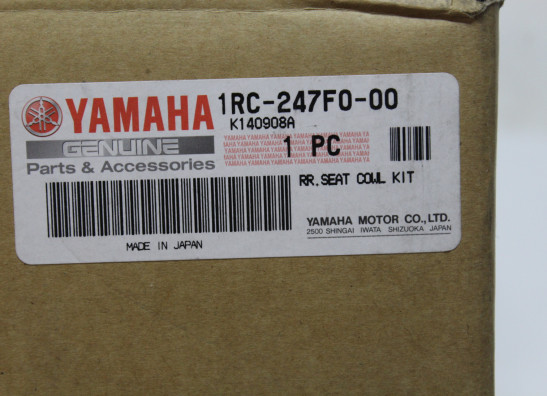 YAMAHA 1RC-247F0-00
K140908A
GENUINE
1 PC
Parts & Accessories
RR.SEAT COWL KIT
YAMAHA MOTOR CO.,LTD.
2500 SHINGAI IWATA SHIZUOKA JAPAN
MADE IN JAPAN